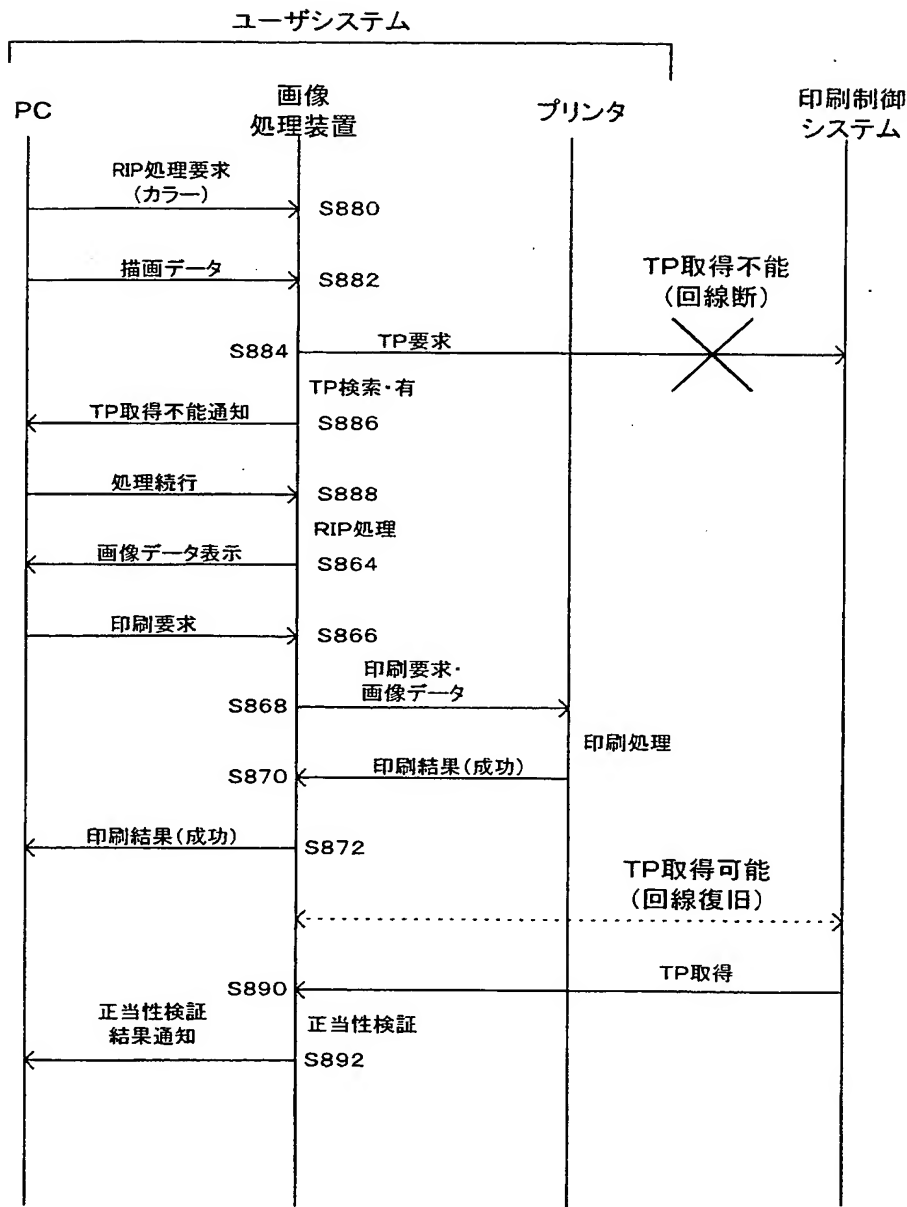 ユーザシステム
PC
画像
処理装置
プリンタ
印刷制御
システム
RIP処理要求
(カラー)
S880
描画データ
S882
TP取得不能
(回線断)
S884
TP要求
TP検索・有
TP取得不能通知
S886
処理続行
S888
RIP処理
画像データ表示
S864
印刷要求
S866
印刷要求・
画像データ
S868
印刷処理
S870
印刷結果(成功)
印刷結果(成功)
S872
TP取得可能
(回線復旧)
S890
TP取得
正当性検証
結果通知
正当性検証
S892